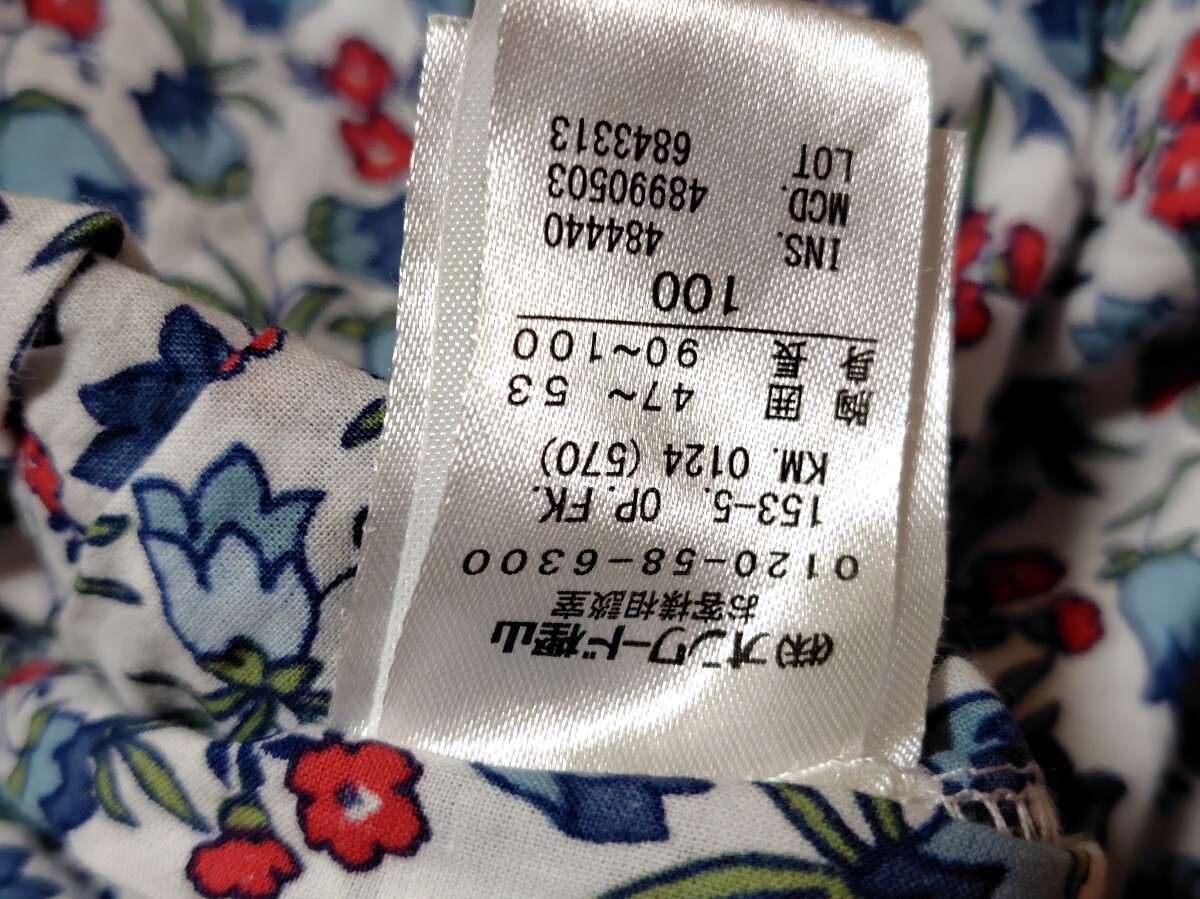 (株)オンワード樫山
お客様相談室
0120-58-6300
153-5. OP.FK.
KM. 0124 (570)
胸囲 47~ 53
身長 90~100
100
INS. 484440
MCD. 48990503
LOT 6843313